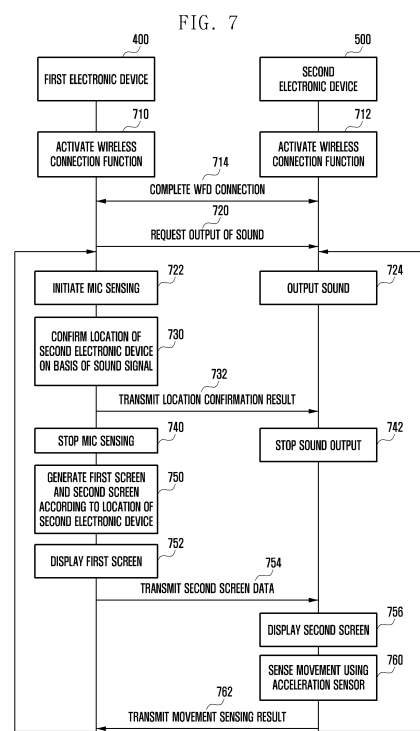 FIG. 7
400
500
FIRST ELECTRONIC DEVICE
SECOND
ELECTRONIC DEVICE
710
712
ACTIVATE WIRELESS
CONNECTION FUNCTION
ACTIVATE WIRELESS
CONNECTION FUNCTION
714
COMPLETE WFD CONNECTION
720
REQUEST OUTPUT OF SOUND
722
724
INITIATE MIC SENSING
OUTPUT SOUND
CONFIRM LOCATION OF
SECOND ELECTRONIC DEVICE
ON BASIS OF SOUND SIGNAL
730
732
TRANSMIT LOCATION CONFIRMATION RESULT
740
742
STOP MIC SENSING
STOP SOUND OUTPUT
GENERATE FIRST SCREEN
AND SECOND SCREEN
ACCORDING TO LOCATION OF
SECOND ELECTRONIC DEVICE
750
752
DISPLAY FIRST SCREEN
754
TRANSMIT SECOND SCREEN DATA
756
DISPLAY SECOND SCREEN
SENSE MOVEMENT USING
ACCELERATION SENSOR
760
762
TRANSMIT MOVEMENT SENSING RESULT